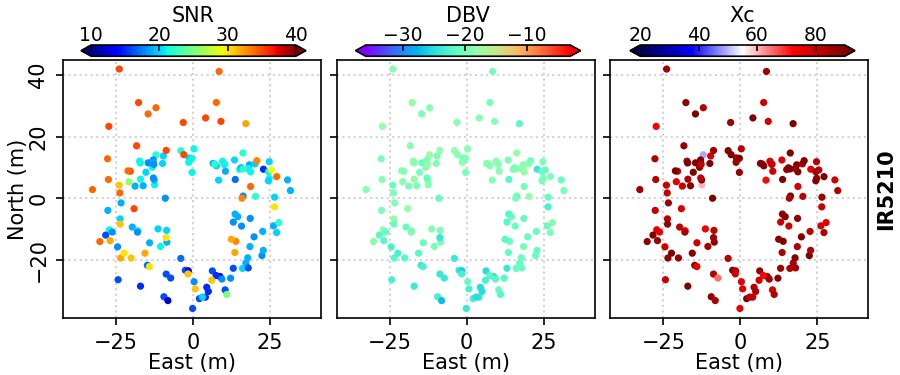 SNR DBV Xc
10 20 30 40 −30 −20 −10 20 40 60 80
40
20
0
−20
North (m)
IR5210
−25 0 25 −25 0 25 −25 0 25
East (m) East (m) East (m)